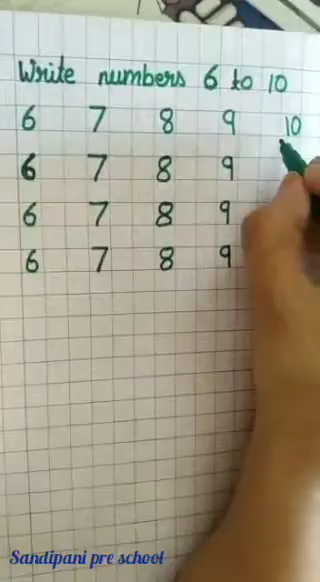 Write numbers 6 to 10
6 7 8 9 10
6 7 8 9
6 7 8 9
6 7 8 9
Sandipani pre school